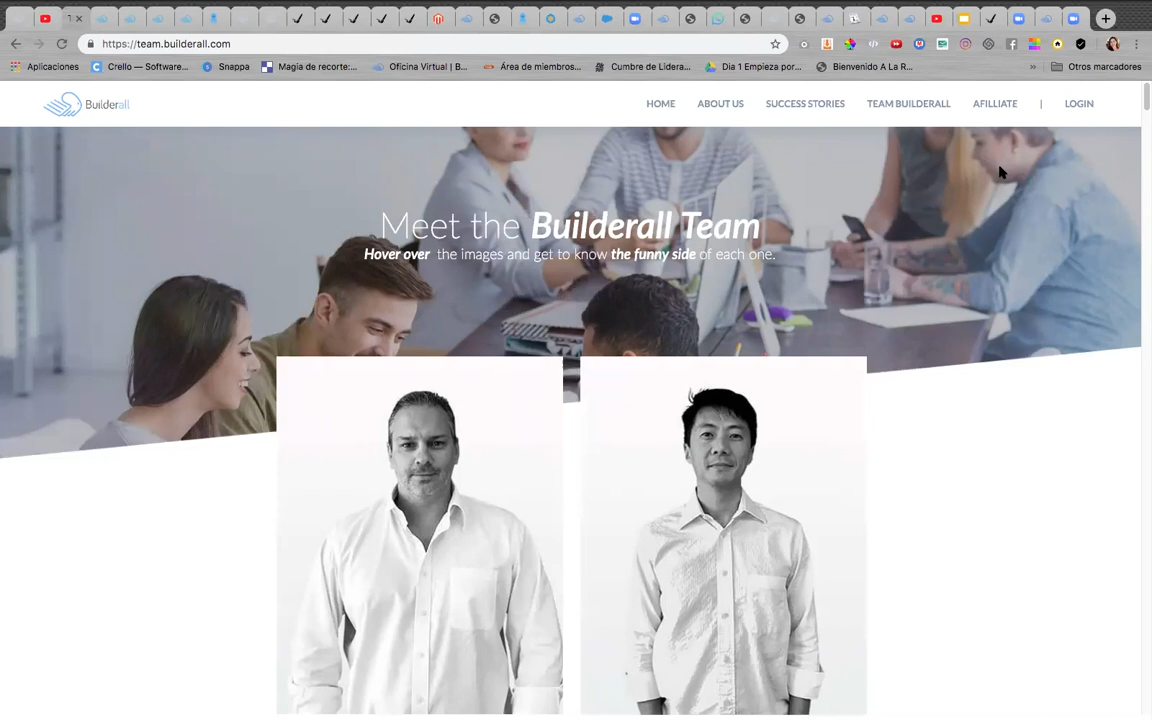 https://team.builderall.com
Aplicaciones
Crello — Software...
Snappa
Magia de recorte:...
Oficina Virtual | B...
Área de miembros...
Cumbre de Lidera...
Dia 1 Empieza por...
Bienvenido A La R...
»
Otros marcadores
Builderall
HOME
ABOUT US
SUCCESS STORIES
TEAM BUILDERALL
AFILLIATE
|
LOGIN
Meet the Builderall Team
Hover over the images and get to know the funny side of each one.